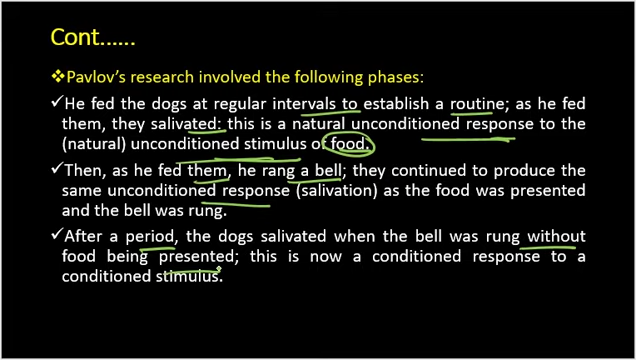 Cont......
❖Pavlov's research involved the following phases:
✓He fed the dogs at regular intervals to establish a routine; as he fed
them, they salivated: this is a natural unconditioned response to the
(natural) unconditioned stimulus of food.
✓Then, as he fed them, he rang a bell; they continued to produce the
same unconditioned response (salivation) as the food was presented
and the bell was rung.
✓After a period, the dogs salivated when the bell was rung without
food being presented; this is now a conditioned response to a
conditioned stimulus.